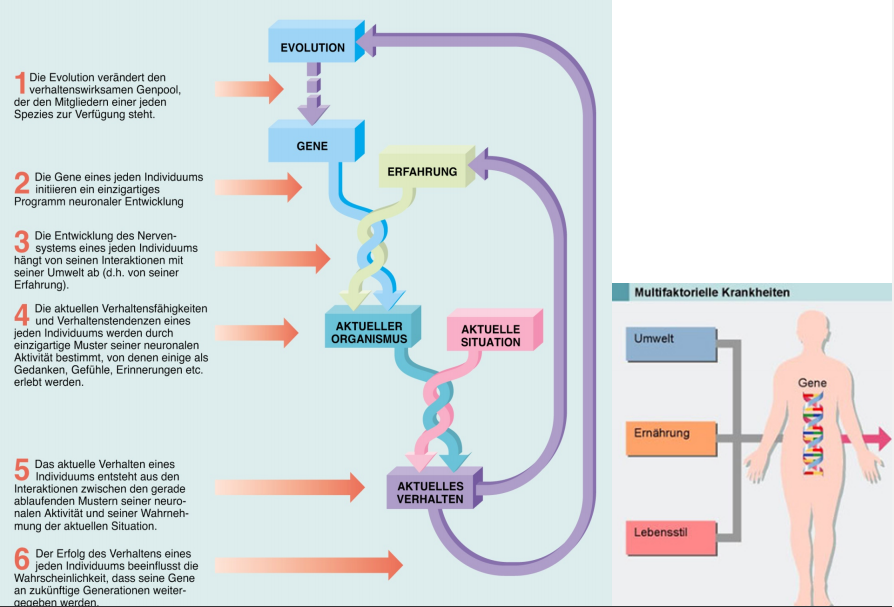 EVOLUTION
1 Die Evolution verändert den
verhaltenswirksamen Genpool,
der den Mitgliedern einer jeden
Spezies zur Verfügung steht.
GENE
ERFAHRUNG
2 Die Gene eines jeden Individuums
initiieren ein einzigartiges
Programm neuronaler Entwicklung
3 Die Entwicklung des Nerven-
systems eines jeden Individuums
hängt von seinen Interaktionen mit
seiner Umwelt ab (d.h. von seiner
Erfahrung).
4 Die aktuellen Verhaltensfähigkeiten
und Verhaltenstendenzen eines
jeden Individuums werden durch
einzigartige Muster seiner neuronalen
Aktivität bestimmt, von denen einige als
Gedanken, Gefühle, Erinnerungen etc.
erlebt werden.
AKTUELLER
ORGANISMUS
AKTUELLE
SITUATION
5 Das aktuelle Verhalten eines
Individuums entsteht aus den
Interaktionen zwischen den gerade
ablaufenden Mustern seiner neuro-
nalen Aktivität und seiner Wahrneh-
mung der aktuellen Situation.
AKTUELLES
VERHALTEN
6 Der Erfolg des Verhaltens eines
jeden Individuums beeinflusst die
Wahrscheinlichkeit, dass seine Gene
an zukünftige Generationen weiter-
gegeben werden.
Multifaktorielle Krankheiten
Umwelt
Gene
Ernährung
Lebensstil